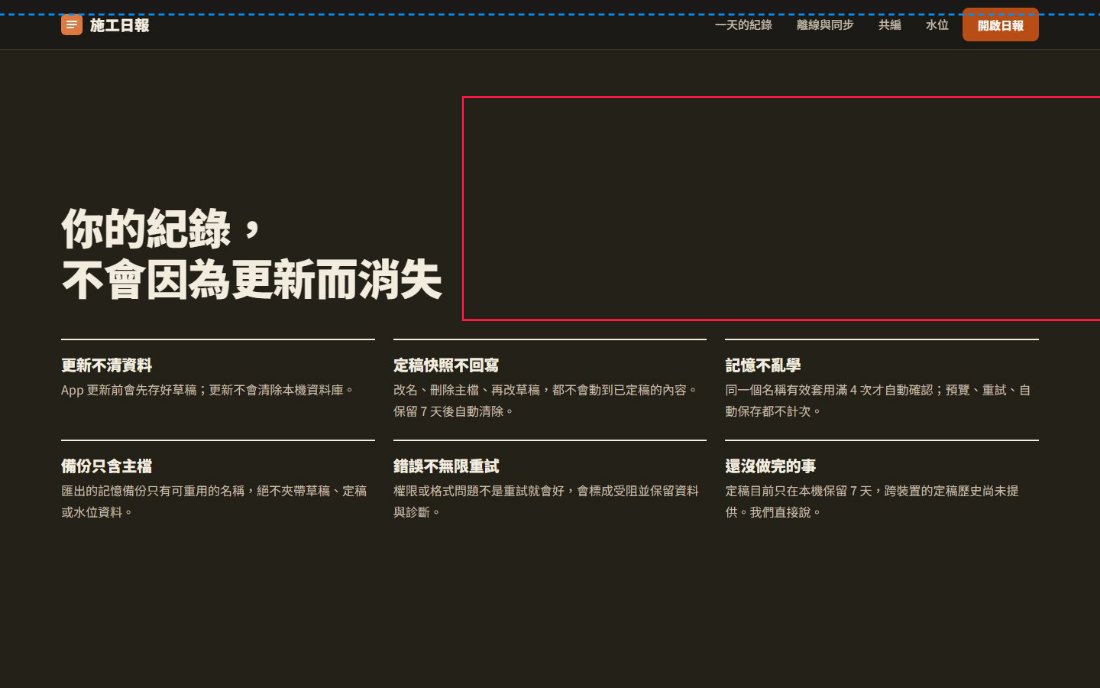 施工日報
一天的紀錄
離線與同步
共編
水位
開啟日報
你的紀錄，
不會因為更新而消失
更新不清資料
App 更新前會先存好草稿；更新不會清除本機資料庫。
定稿快照不回寫
改名、刪除主檔、再改草稿，都不會動到已定稿的內容。
保留 7 天後自動清除。
記憶不亂學
同一個名稱有效套用滿 4 次才自動確認；預覽、重試、自
動保存都不計次。
備份只含主檔
匯出的記憶備份只有可重用的名稱，絕不夾帶草稿、定稿
或水位資料。
錯誤不無限重試
權限或格式問題不是重試就會好，會標成受阻並保留資料
與診斷。
還沒做完的事
定稿目前只在本機保留 7 天，跨裝置的定稿歷史尚未提
供。我們直接說。